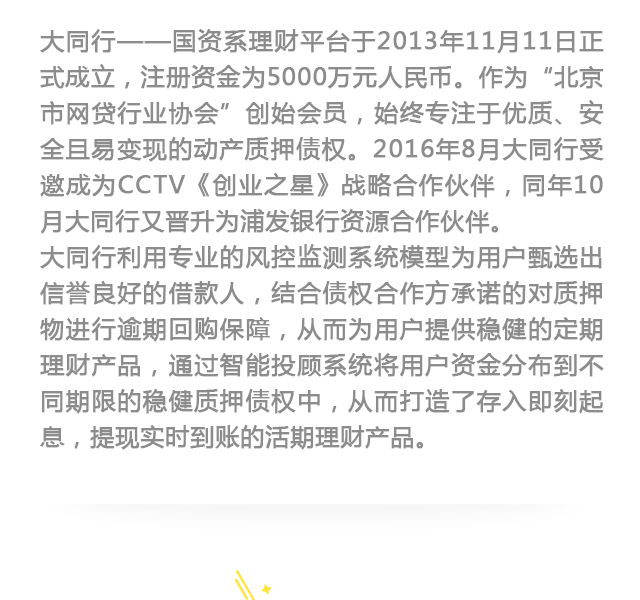 大同行——国资系理财平台于2013年11月11日正
式成立，注册资金为5000万元人民币。作为“北京
市网贷行业协会”创始会员，始终专注于优质、安
全且易变现的动产质押债权。2016年8月大同行受
邀成为CCTV《创业之星》战略合作伙伴，同年10
月大同行又晋升为浦发银行资源合作伙伴。
大同行利用专业的风控监测系统模型为用户甄选出
信誉良好的借款人，结合债权合作方承诺的对质押
物进行逾期回购保障，从而为用户提供稳健的定期
理财产品，通过智能投顾系统将用户资金分布到不
同期限的稳健质押债权中，从而打造了存入即刻起
息，提现实时到账的活期理财产品。